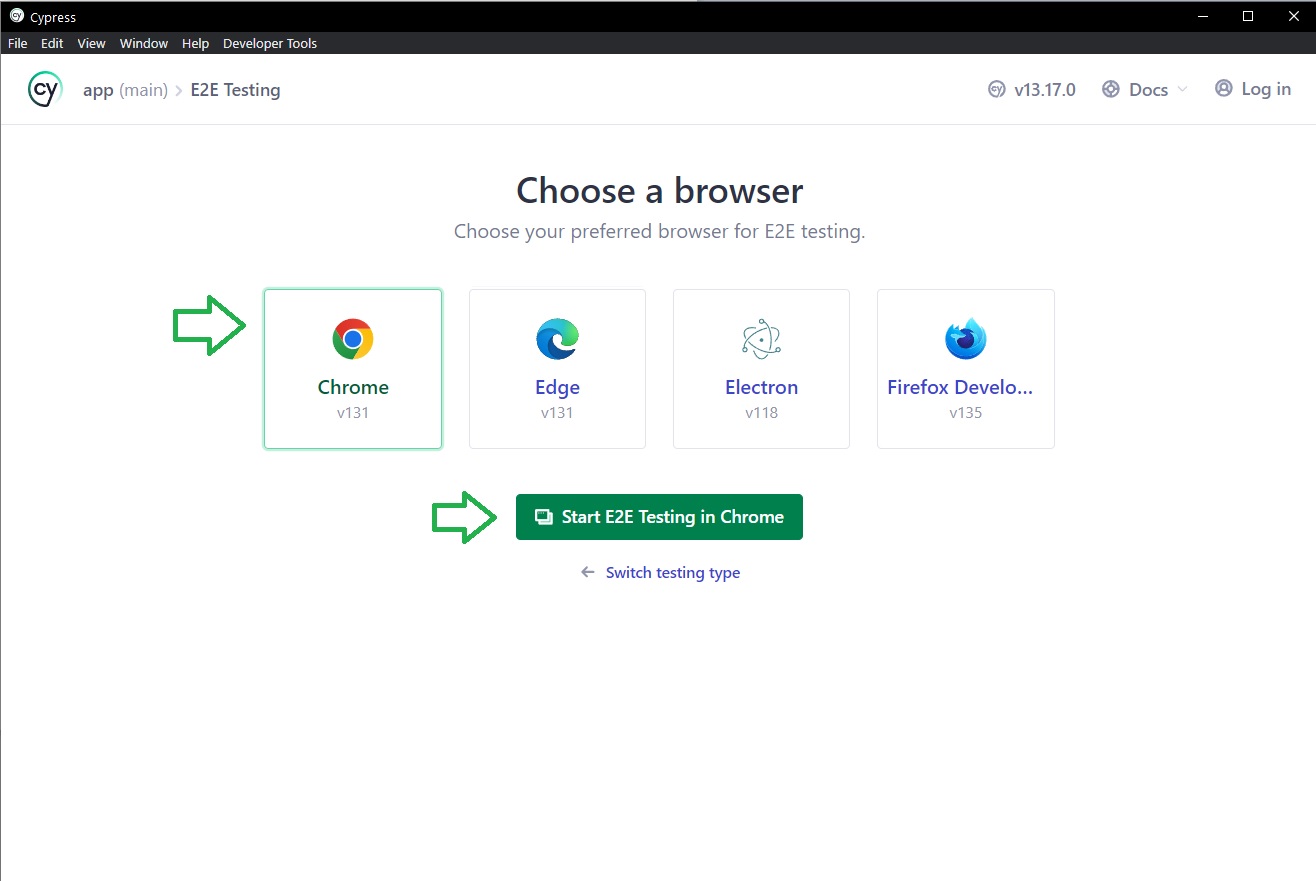 Cypress
File Edit View Window Help Developer Tools
cy app (main) > E2E Testing cy v13.17.0 Docs Log in
Choose a browser
Choose your preferred browser for E2E testing.
Chrome Edge Electron Firefox Develo...
v131 v131 v118 v135
Start E2E Testing in Chrome
← Switch testing type